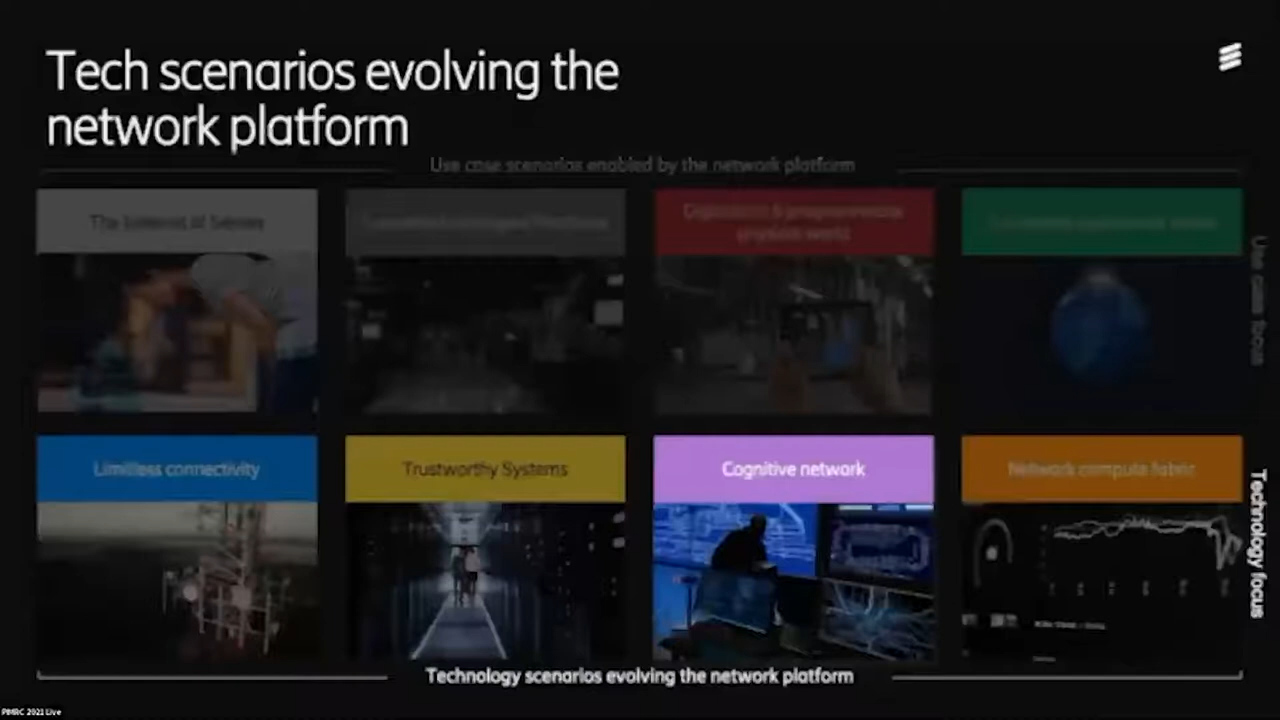 Tech scenarios evolving the
network platform
Use case scenarios enabled by the network platform
The Internet of Senses
physical world
Use case focus
Limitless connectivity
Trustworthy Systems
Cognitive network
Network compute fabric
Technology focus
Technology scenarios evolving the network platform
PIMRC 2021 Live